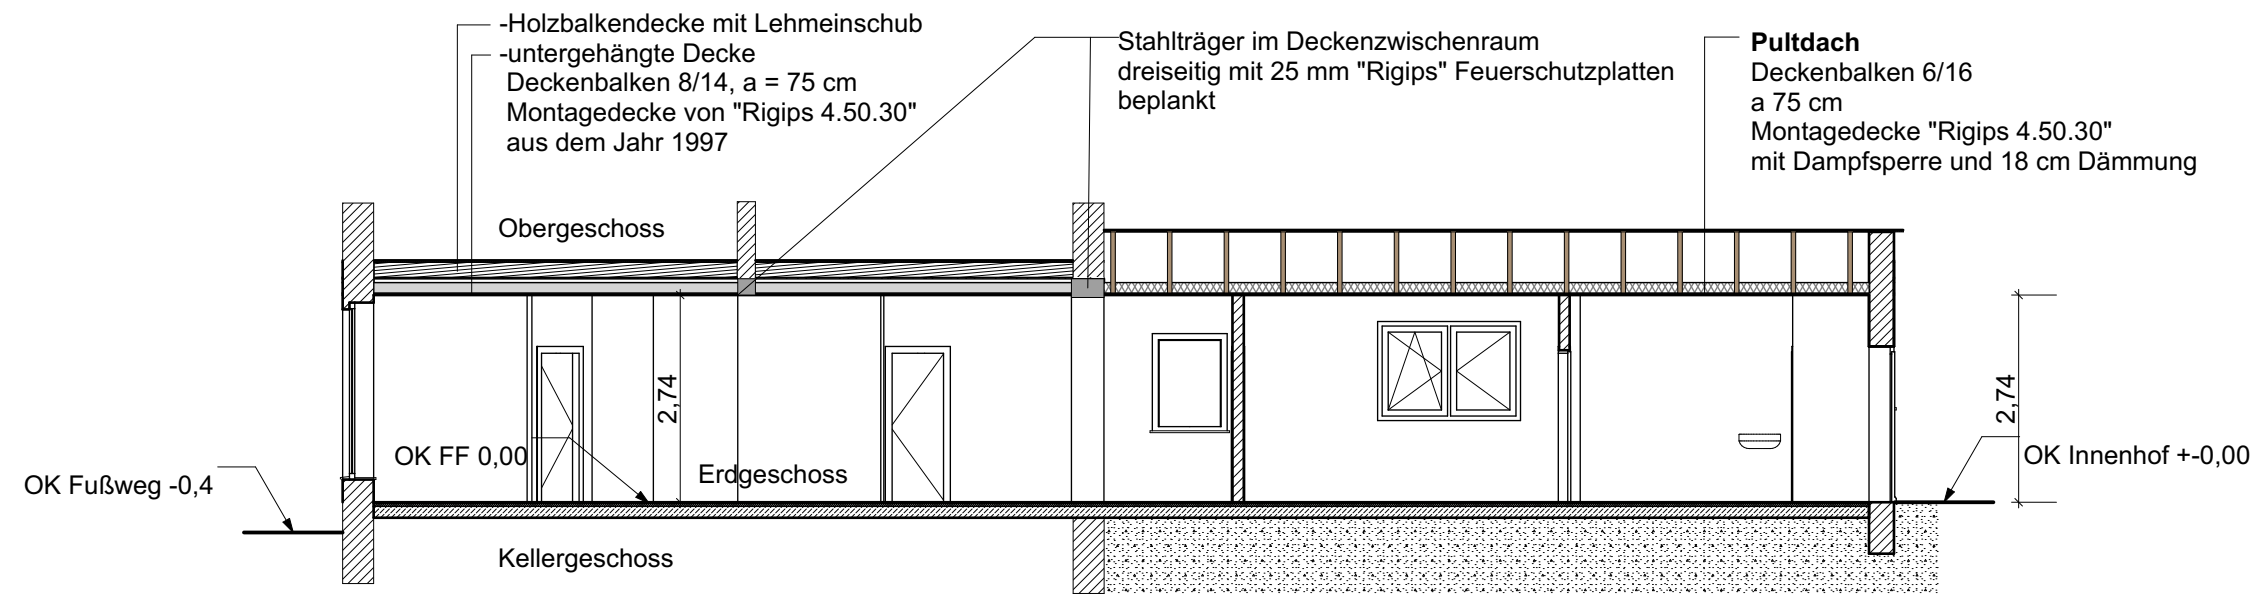 -Holzbalkendecke mit Lehmeinschub
-untergehängte Decke
Deckenbalken 8/14, a = 75 cm
Montagedecke von "Rigips 4.50.30"
aus dem Jahr 1997
Stahlträger im Deckenzwischenraum
dreiseitig mit 25 mm "Rigips" Feuerschutzplatten
beplankt
Pultdach
Deckenbalken 6/16
a 75 cm
Montagedecke "Rigips 4.50.30"
mit Dampfsperre und 18 cm Dämmung
Obergeschoss
2,74
2,74
OK FF 0,00
Erdgeschoss
OK Fußweg -0,4
OK Innenhof +-0,00
Kellergeschoss